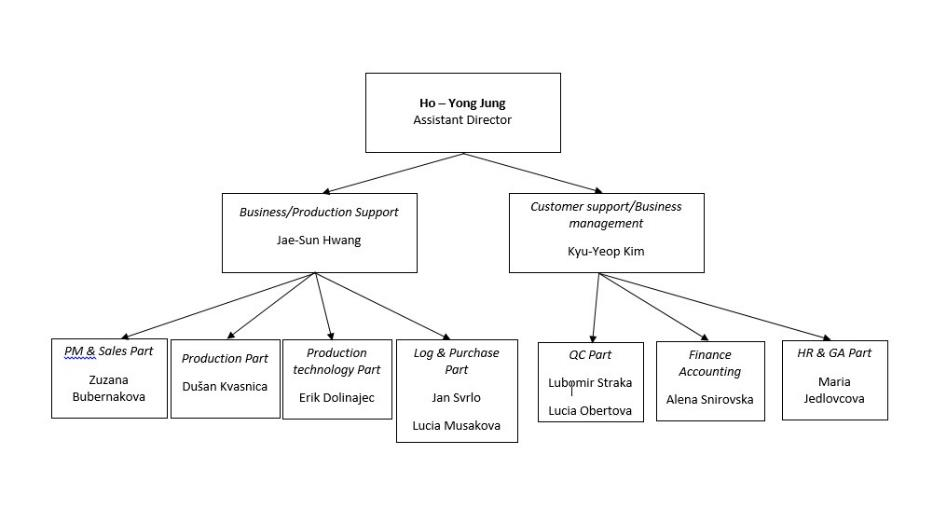 Ho – Yong Jung
Assistant Director
Business/Production Support
Jae-Sun Hwang
Customer support/Business
management
Kyu-Yeop Kim
PM & Sales Part
Zuzana
Bubernakova
Production Part
Dušan Kvasnica
Production
technology Part
Erik Dolinajec
Log & Purchase
Part
Jan Svrlo
Lucia Musakova
QC Part
Lubomir Straka
Lucia Obertova
Finance
Accounting
Alena Snirovska
HR & GA Part
Maria
Jedlovcova